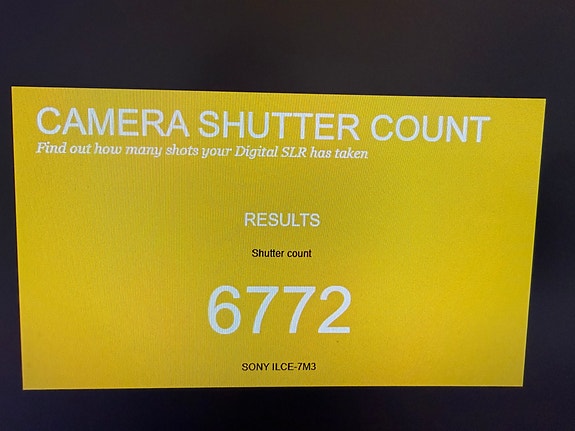 CAMERA SHUTTER COUNT
Find out how many shots your Digital SLR has taken
RESULTS
Shutter count
6772
SONY ILCE-7M3